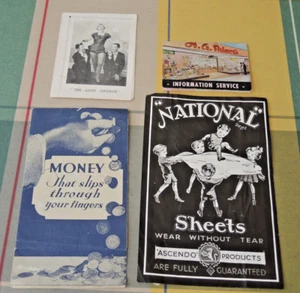 INFORMATION SERVICE
MONEY
That slips
through
your fingers
"NATIONAL"
Sheets
WEAR WITHOUT TEAR
ASCENDO PRODUCTS
ARE FULLY GUARANTEED